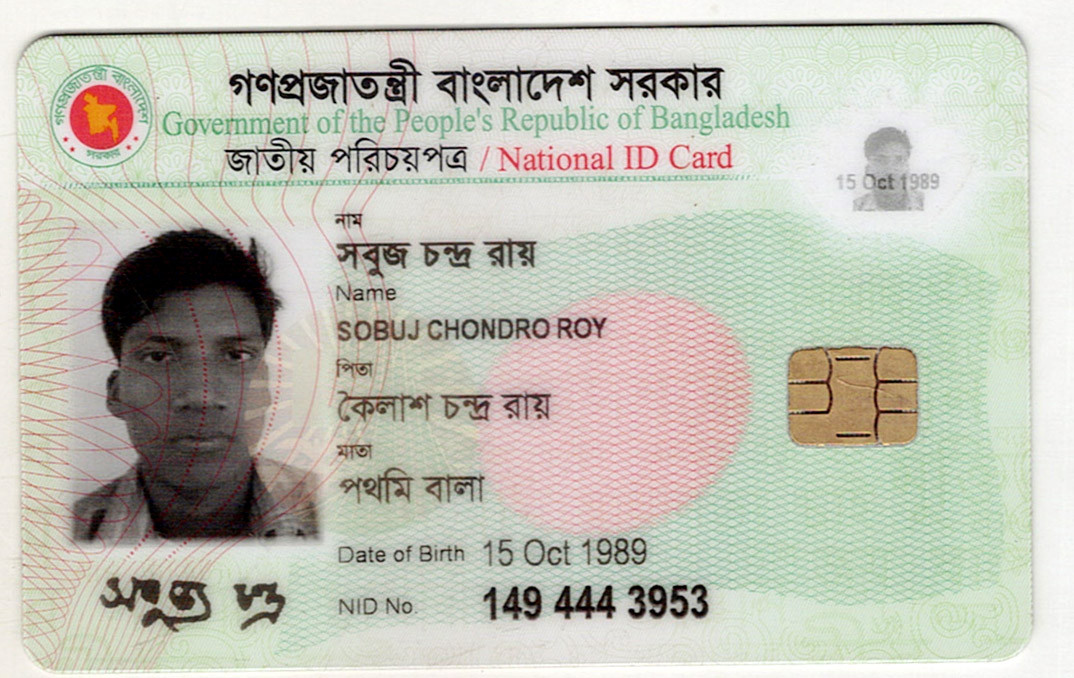 গণপ্রজাতন্ত্রী বাংলাদেশ সরকার
গণপ্রজাতন্ত্রী বাংলাদেশ
সরকার
Government of the People's Republic of Bangladesh
জাতীয় পরিচয়পত্র / National ID Card
15 Oct 1989
নাম
সবুজ চন্দ্র রায়
Name
SOBUJ CHONDRO ROY
পিতা
কৈলাশ চন্দ্র রায়
মাতা
পথমি বালা
Date of Birth 15 Oct 1989
NID No. 149 444 3953
সবুজ চন্দ্র